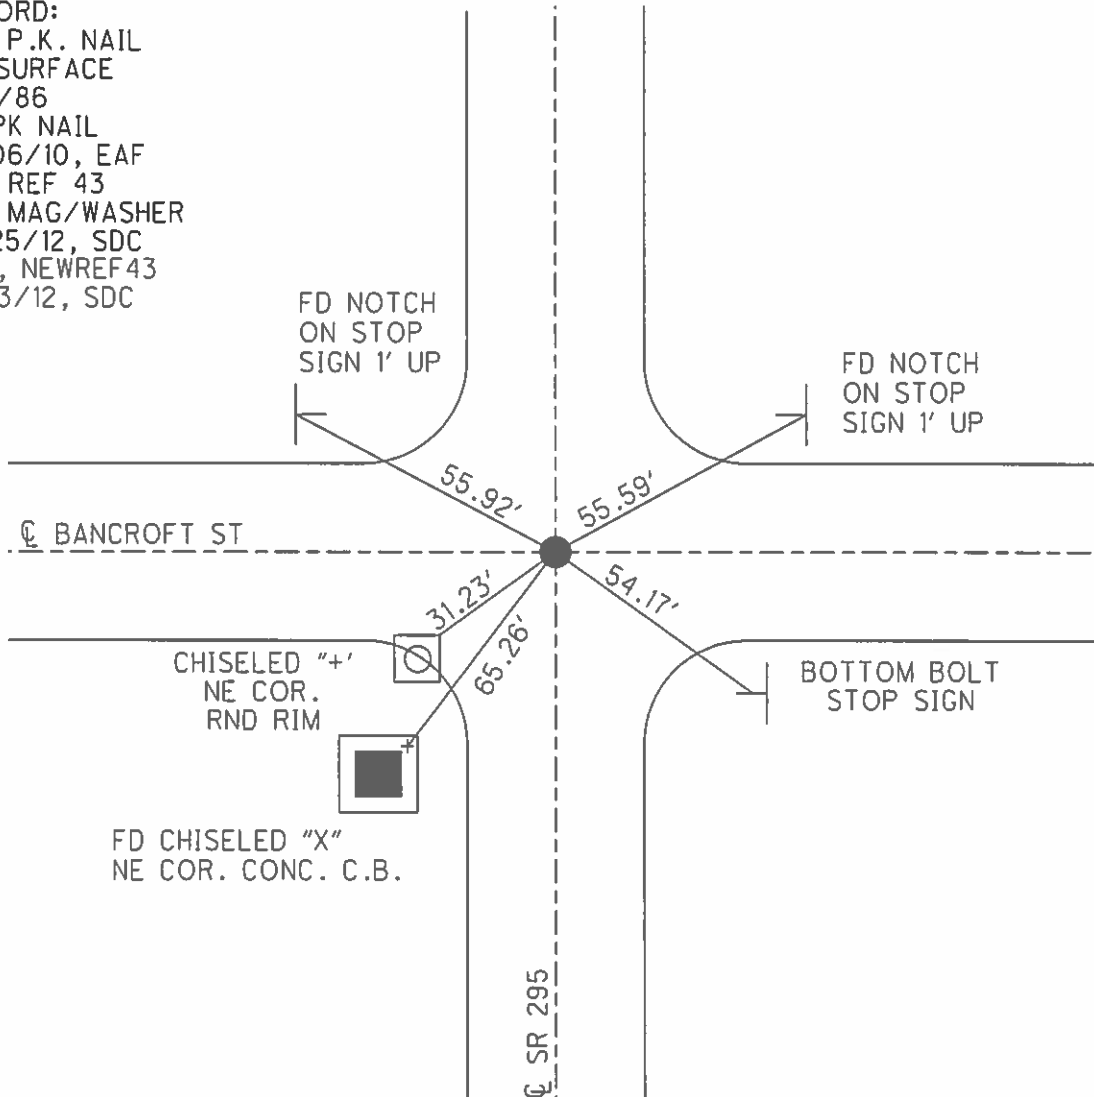 ORD:
P.K. NAIL
SURFACE
/86
PK NAIL
06/10, EAF
REF 43
MAG/WASHER
25/12, SDC
, NEWREF43
3/12, SDC
FD NOTCH
ON STOP
SIGN 1' UP
FD NOTCH
ON STOP
SIGN 1' UP
55.92'
55.59'
℄ BANCROFT ST
31.23'
54.17'
65.26'
CHISELED "+'
NE COR.
RND RIM
BOTTOM BOLT
STOP SIGN
FD CHISELED "X"
NE COR. CONC. C.B.
℄ SR 295